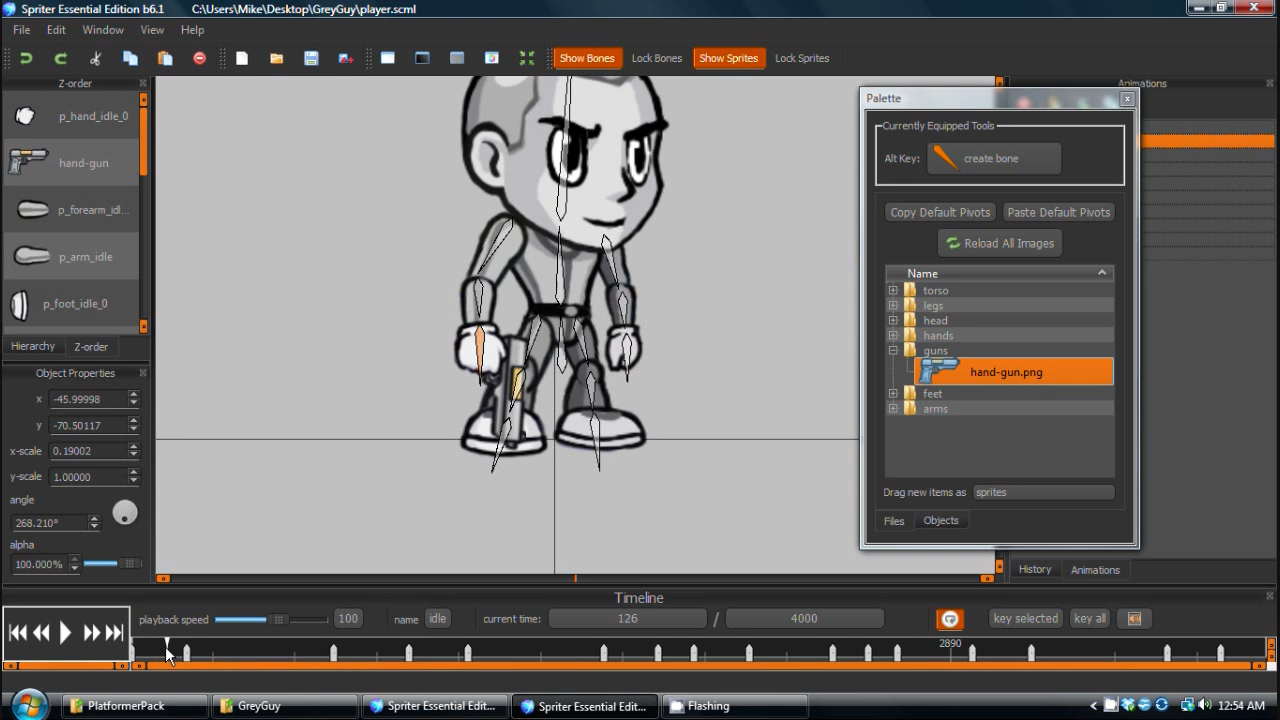 Spriter Essential Edition b6.1 C:\Users\Mike\Desktop\GreyGuy\player.scml
File Edit Window View Help
Show Bones Lock Bones Show Sprites Lock Sprites
Z-order
p_hand_idle_0
hand-gun
p_forearm_idl...
p_arm_idle
p_foot_idle_0
Hierarchy Z-order
Object Properties
x -45.99998
y -70.50117
x-scale 0.19002
y-scale 1.00000
angle
268.210°
alpha
100.000%
Animations
Palette
Currently Equipped Tools
Alt Key: create bone
Copy Default Pivots Paste Default Pivots
Reload All Images
Name
torso
legs
head
hands
guns
hand-gun.png
feet
arms
Drag new items as sprites
Files Objects
History Animations
Timeline
playback speed 100 name idle current time: 126 / 4000 key selected key all
2890
PlatformerPack GreyGuy Spriter Essential Edit... Spriter Essential Edit... Flashing 12:54 AM